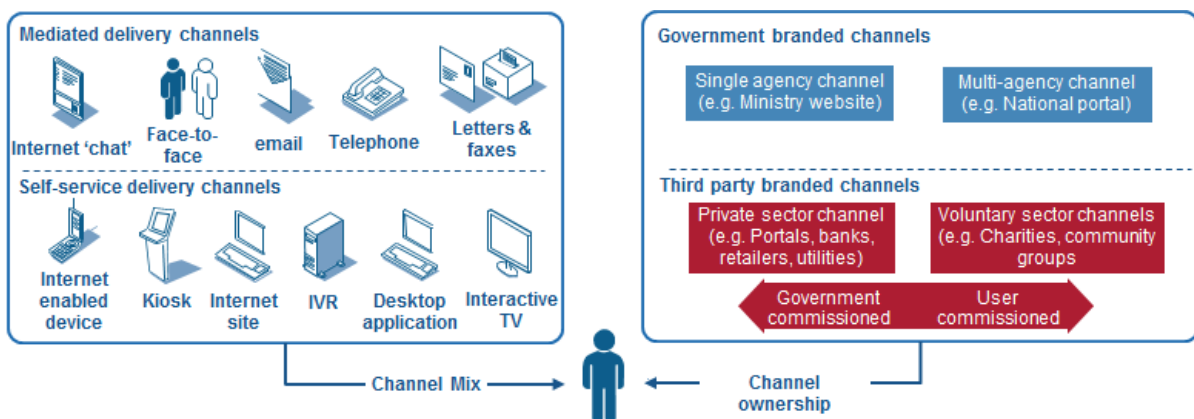 Mediated delivery channels
Internet ‘chat’
Face-to-
face
email
Telephone
Letters &
faxes
Self-service delivery channels
Internet
enabled
device
Kiosk
Internet
site
IVR
Desktop
application
Interactive
TV
Government branded channels
Single agency channel
(e.g. Ministry website)
Multi-agency channel
(e.g. National portal)
Third party branded channels
Private sector channel
(e.g. Portals, banks,
retailers, utilities)
Voluntary sector channels
(e.g. Charities, community
groups
Government
commissioned
User
commissioned
Channel Mix
Channel
ownership